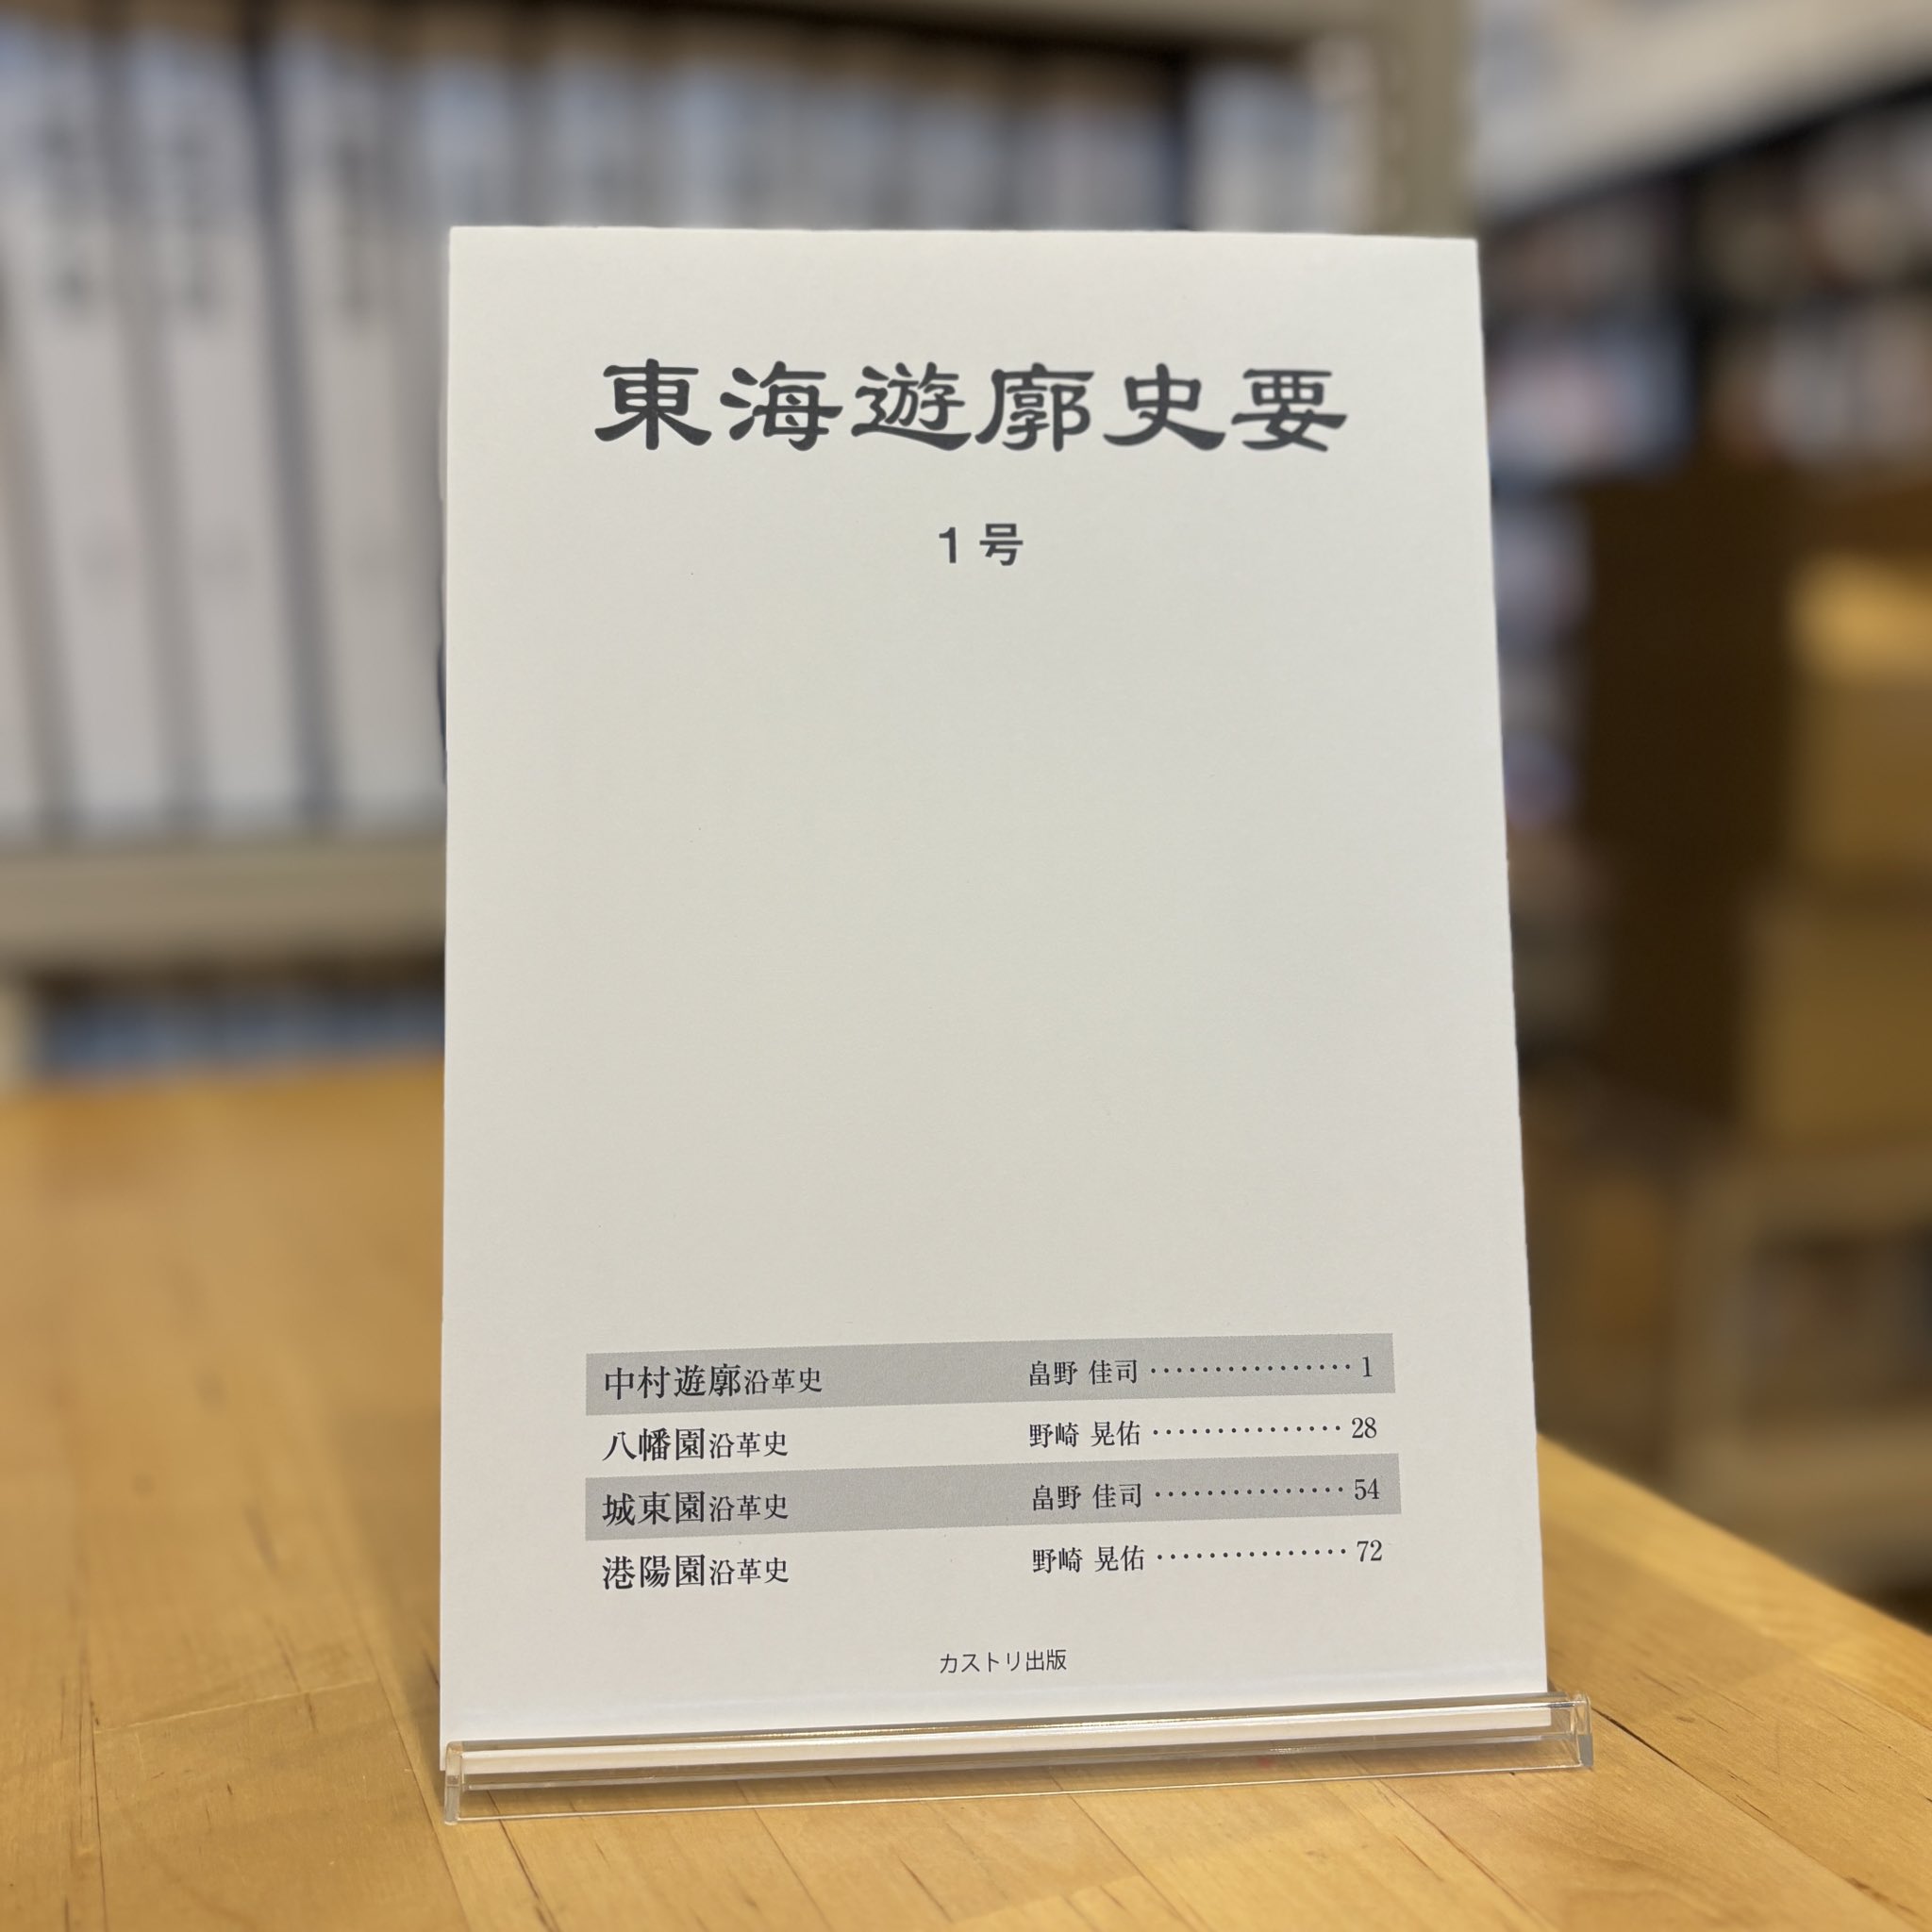 東海遊廓史要
1号
中村遊廓沿革史 畠野 佳司 ················ 1
八幡園沿革史 野崎 晃佑 ··············· 28
城東園沿革史 畠野 佳司 ··············· 54
港陽園沿革史 野崎 晃佑 ··············· 72
カストリ出版